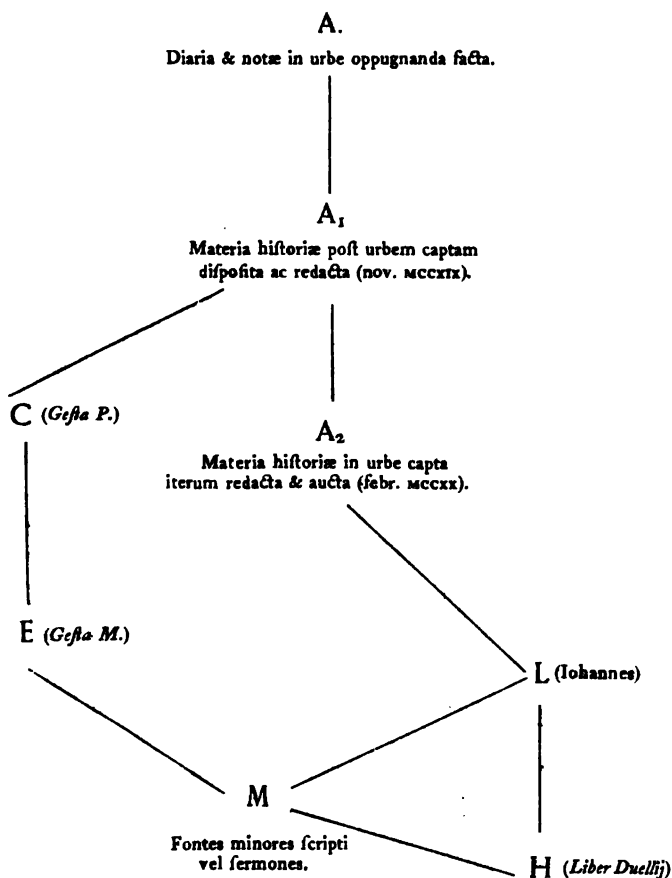 A.
Diaria & notæ in urbe oppugnanda facta.
A₁
Materia hiſtoriæ poſt urbem captam
diſpoſita ac redacta (nov. MCCXIX).
C (Geſta P.)
A₂
Materia hiſtoriæ in urbe capta
iterum redacta & aucta (febr. MCCXX).
E (Geſta M.)
L (Iohannes)
M
Fontes minores ſcripti
vel ſermones.
H (Liber Duellij)